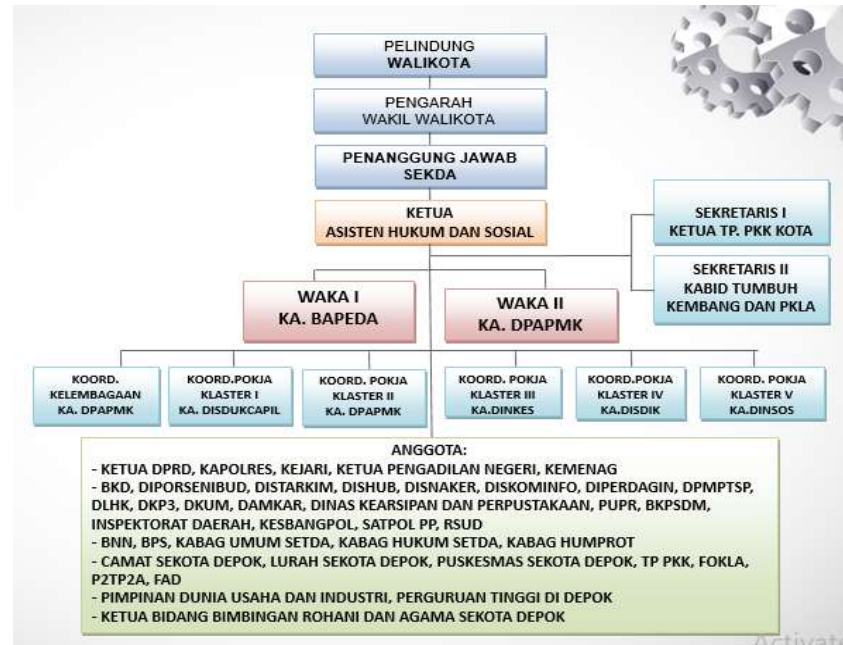 PELINDUNG
WALIKOTA
PENGARAH
WAKIL WALIKOTA
PENANGGUNG JAWAB
SEKDA
KETUA
ASISTEN HUKUM DAN SOSIAL
SEKRETARIS I
KETUA TP. PKK KOTA
SEKRETARIS II
KABID TUMBUH
KEMBANG DAN PKLA
WAKA I
KA. BAPEDA
WAKA II
KA. DPAPMK
KOORD.
KELEMBAGAAN
KA. DPAPMK
KOORD.POKJA
KLASTER I
KA. DISDUKCAPIL
KOORD. POKJA
KLASTER II
KA. DPAPMK
KOORD. POKJA
KLASTER III
KA.DINKES
KOORD.POKJA
KLASTER IV
KA.DISDIK
KOORD. POKJA
KLASTER V
KA.DINSOS
ANGGOTA:
- KETUA DPRD, KAPOLRES, KEJARI, KETUA PENGADILAN NEGERI, KEMENAG
- BKD, DIPORSENIBUD, DISTARKIM, DISHUB, DISNAKER, DISKOMINFO, DIPERDAGIN, DPMPTSP,
DLHK, DKP3, DKUM, DAMKAR, DINAS KEARSIPAN DAN PERPUSTAKAAN, PUPR, BKPSDM,
INSPEKTORAT DAERAH, KESBANGPOL, SATPOL PP, RSUD
- BNN, BPS, KABAG UMUM SETDA, KABAG HUKUM SETDA, KABAG HUMPROT
- CAMAT SEKOTA DEPOK, LURAH SEKOTA DEPOK, PUSKESMAS SEKOTA DEPOK, TP PKK, FOKLA,
P2TP2A, FAD
- PIMPINAN DUNIA USAHA DAN INDUSTRI, PERGURUAN TINGGI DI DEPOK
- KETUA BIDANG BIMBINGAN ROHANI DAN AGAMA SEKOTA DEPOK
Activate